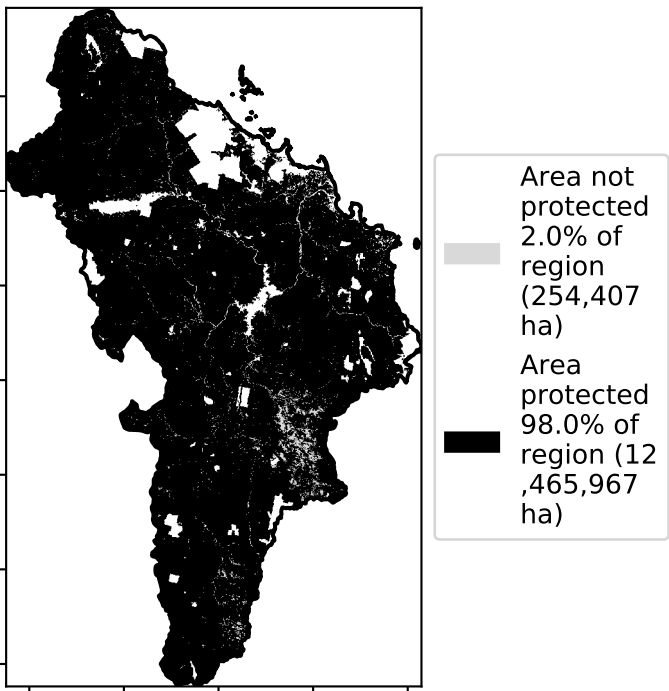 Area not
protected
2.0% of
region
(254,407
ha)
Area
protected
98.0% of
region (12
,465,967
ha)